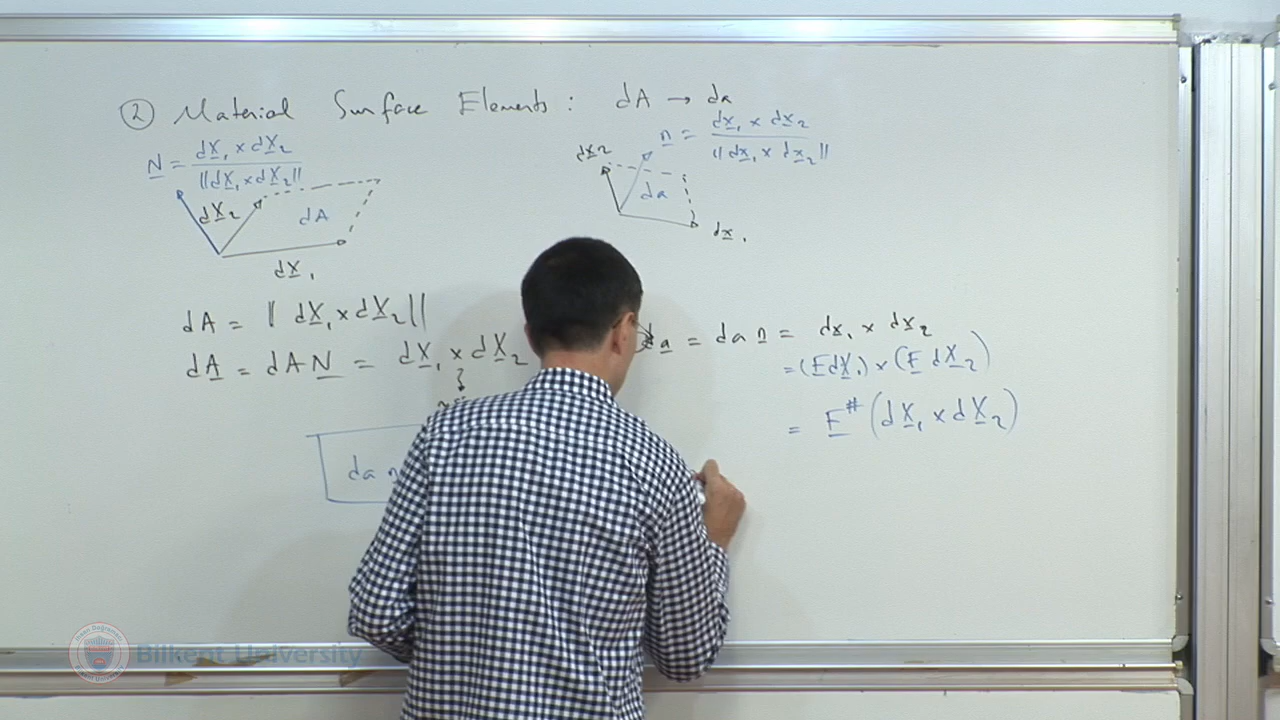 ② Material Surface Elements : dA → da
N = dX₁ × dX₂ / ‖dX₁ × dX₂‖
dX₂
dA
dX₁
n = dx₁ × dx₂ / ‖dx₁ × dx₂‖
dx₂
da
dx₁
dA = ‖ dX₁ × dX₂ ‖
dA = dA N = dX₁ × dX₂
da = da n = dx₁ × dx₂
= (F dX₁) × (F dX₂)
= F^# (dX₁ × dX₂)
da n
Bilkent University